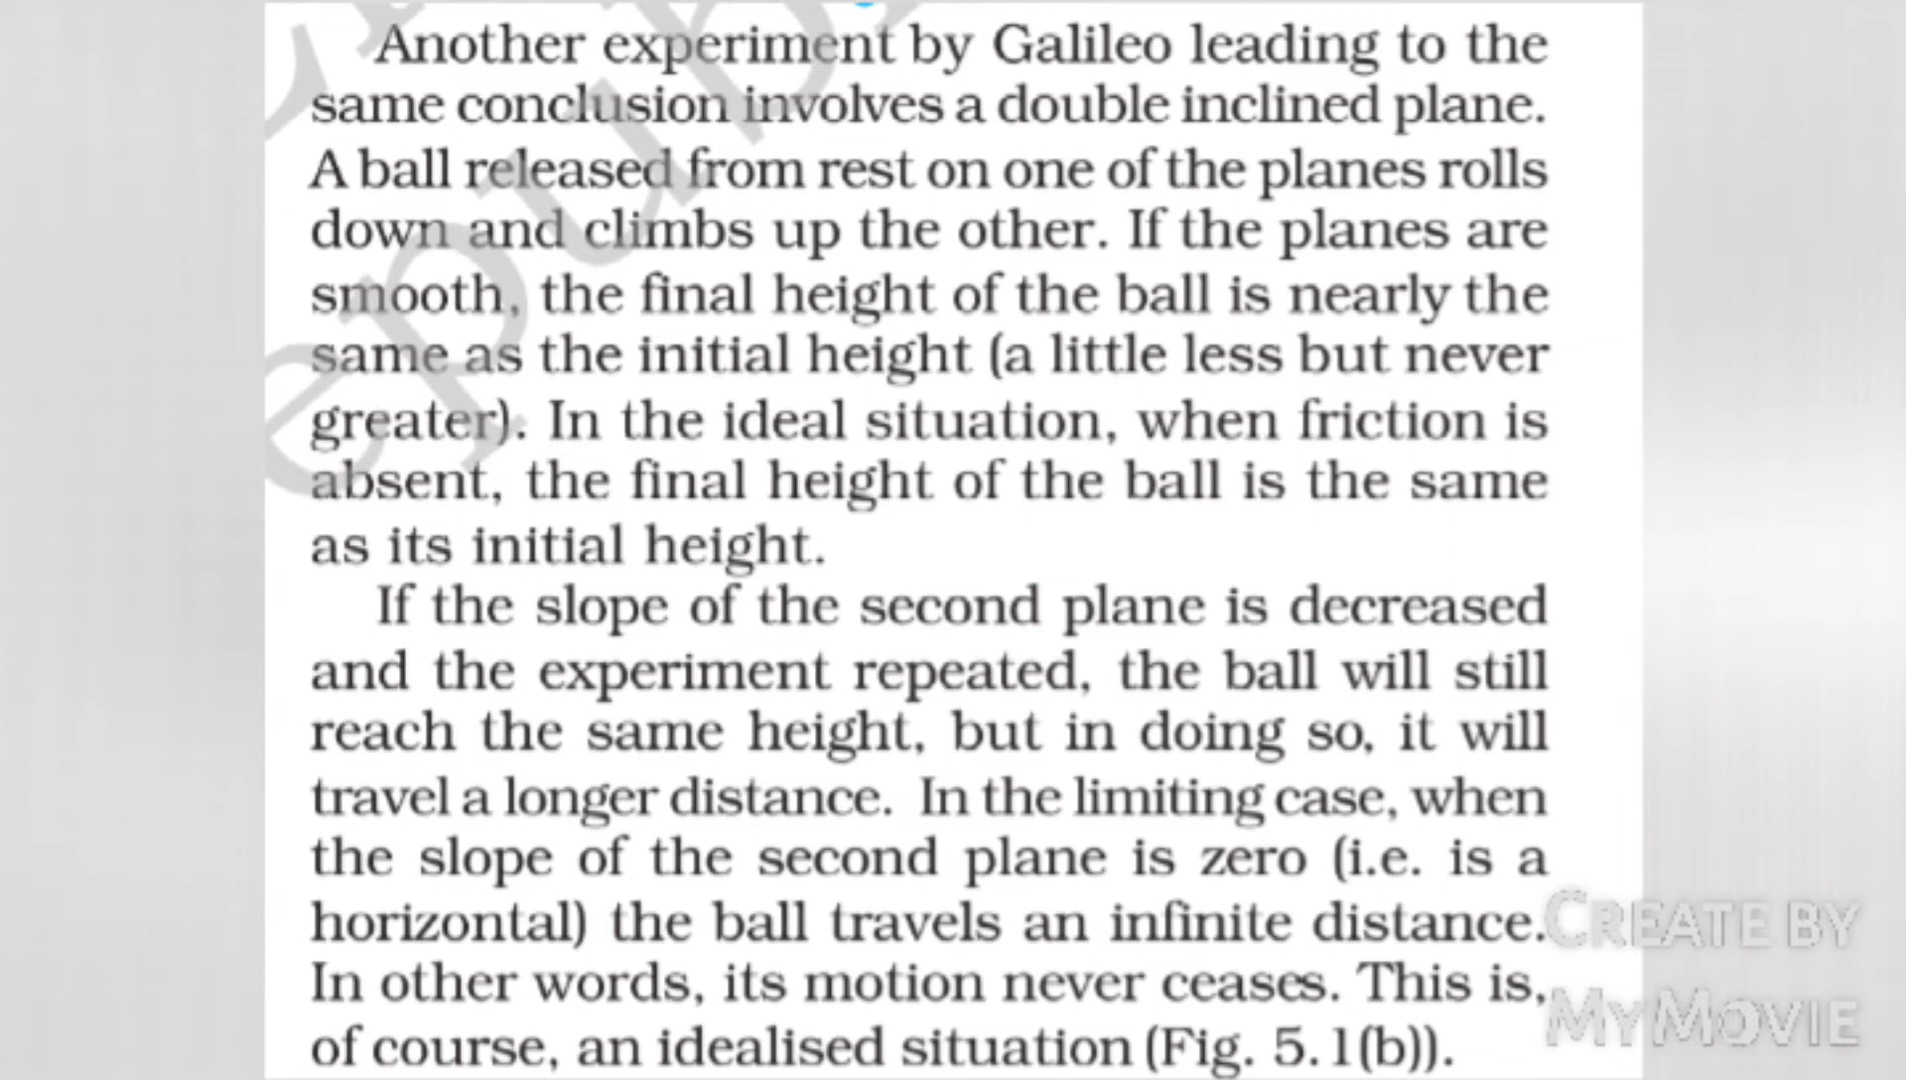 Another experiment by Galileo leading to the
same conclusion involves a double inclined plane.
A ball released from rest on one of the planes rolls
down and climbs up the other. If the planes are
smooth, the final height of the ball is nearly the
same as the initial height (a little less but never
greater). In the ideal situation, when friction is
absent, the final height of the ball is the same
as its initial height.
If the slope of the second plane is decreased
and the experiment repeated, the ball will still
reach the same height, but in doing so, it will
travel a longer distance. In the limiting case, when
the slope of the second plane is zero (i.e. is a
horizontal) the ball travels an infinite distance.
In other words, its motion never ceases. This is,
of course, an idealised situation (Fig. 5.1(b)).
CREATE BY
MYMOVIE